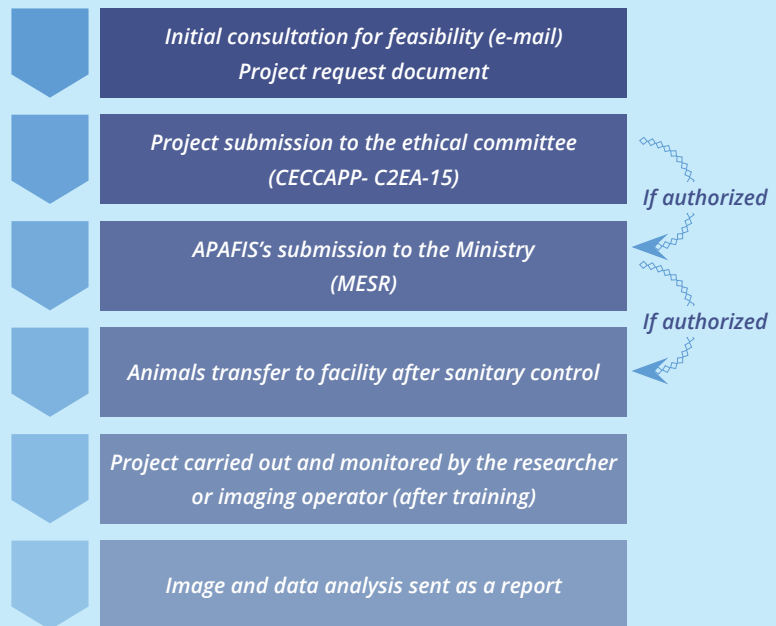 Initial consultation for feasibility (e-mail)
Project request document
Project submission to the ethical committee
(CECCAPP- C2EA-15)
If authorized
APAFIS's submission to the Ministry
(MESR)
If authorized
Animals transfer to facility after sanitary control
Project carried out and monitored by the researcher
or imaging operator (after training)
Image and data analysis sent as a report